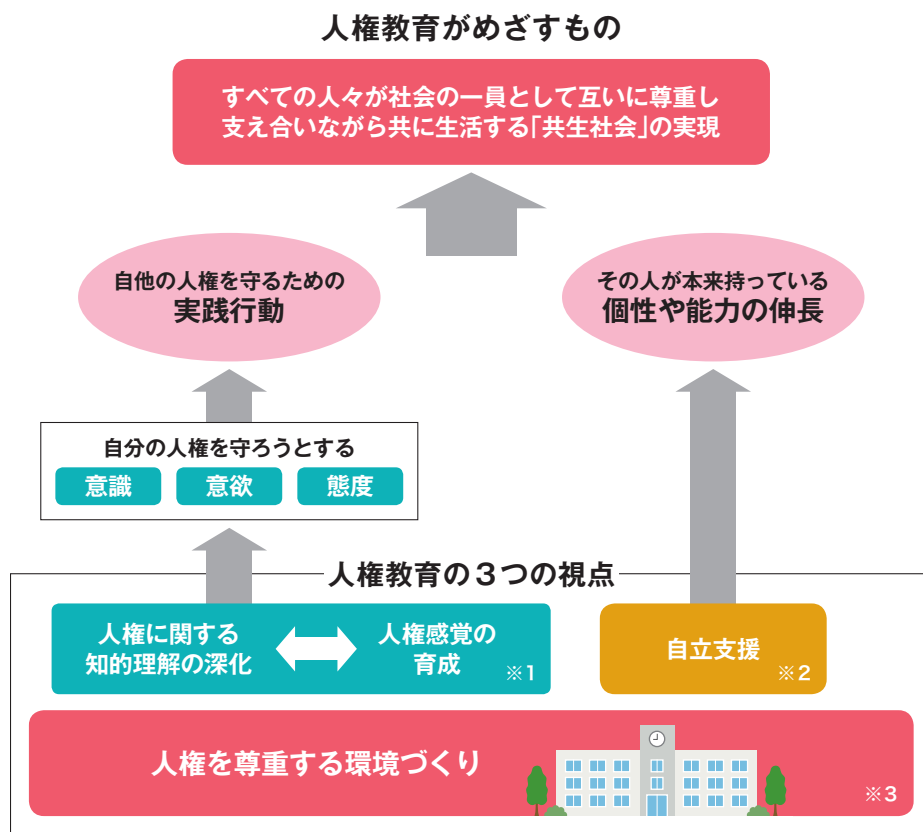 人権教育がめざすもの
すべての人々が社会の一員として互いに尊重し
支え合いながら共に生活する「共生社会」の実現
自他の人権を守るための
実践行動
その人が本来持っている
個性や能力の伸長
自分の人権を守ろうとする
意識
意欲
態度
人権教育の3つの視点
人権に関する
知的理解の深化
人権感覚の
育成
※1
自立支援
※2
人権を尊重する環境づくり
※3